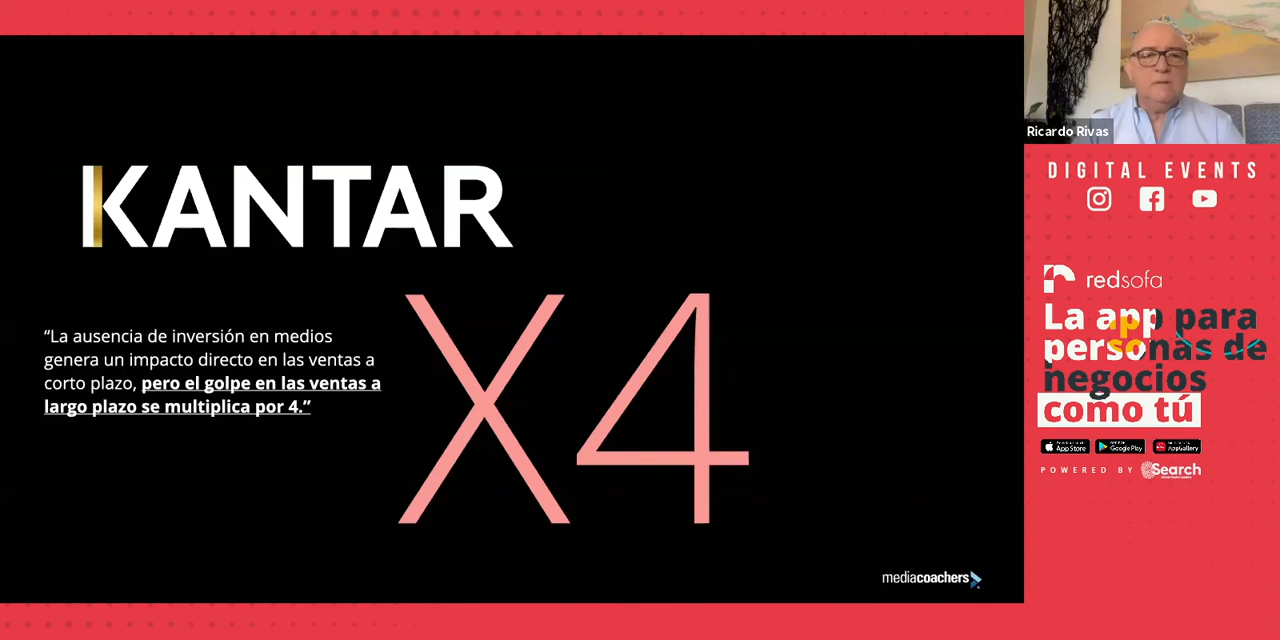 KANTAR
X4
“La ausencia de inversión en medios
genera un impacto directo en las ventas a
corto plazo, pero el golpe en las ventas a
largo plazo se multiplica por 4.”
mediacoachers
Ricardo Rivas
DIGITAL EVENTS
redsofa
La app para
personas de
negocios
como tú
App Store
Google Play
AppGallery
POWERED BY Search